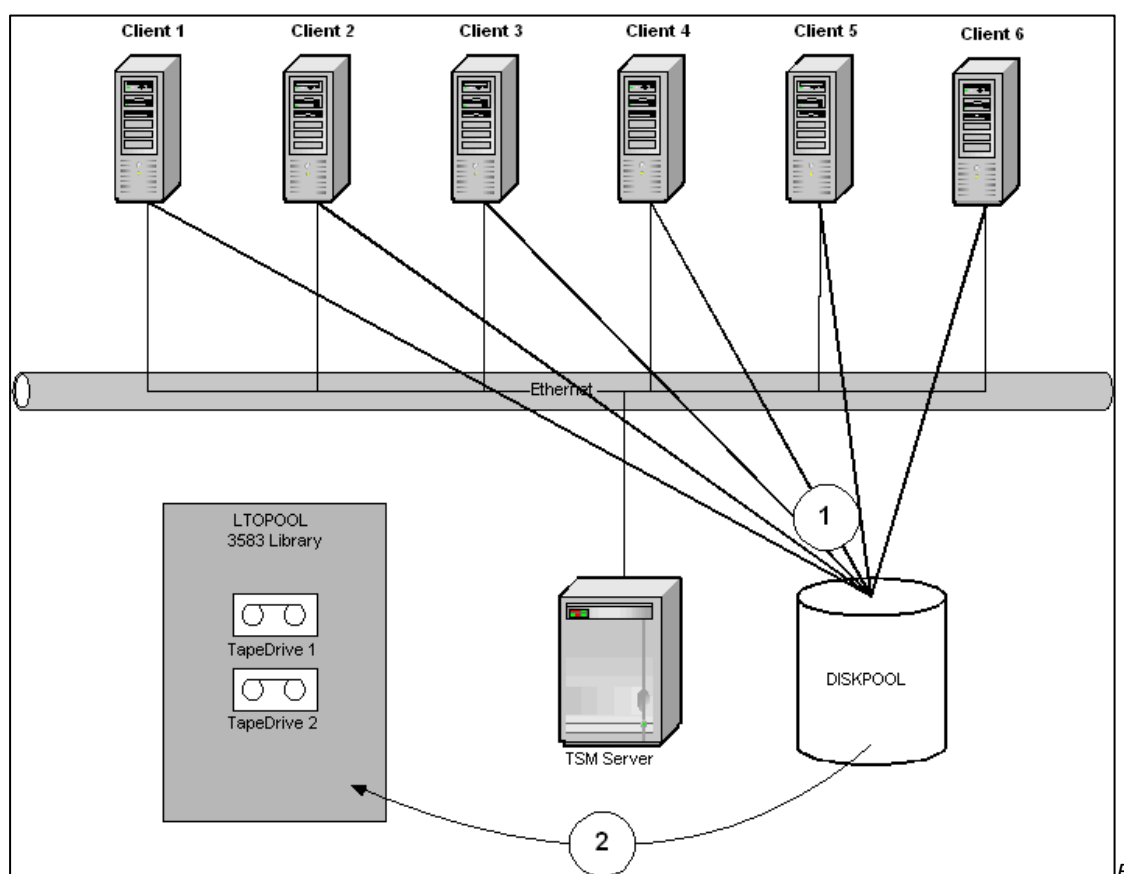 Client 1
Client 2
Client 3
Client 4
Client 5
Client 6
Ethernet
1
LTOPOOL
3583 Library
TapeDrive 1
TapeDrive 2
TSM Server
DISKPOOL
2